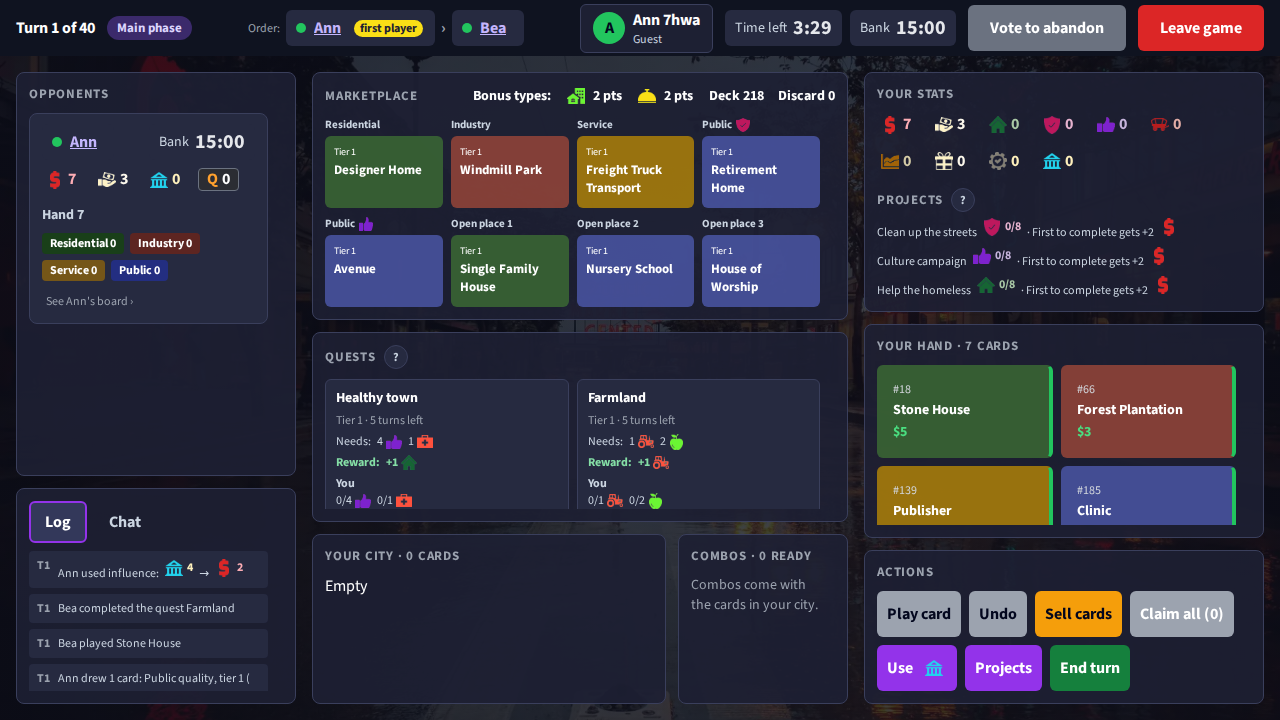 Turn 1 of 40 Main phase Order: Ann first player › Bea A Ann 7hwa Guest Time left 3:29 Bank 15:00 Vote to abandon Leave game
OPPONENTS
Ann Bank 15:00
7 3 0 Q 0
Hand 7
Residential 0 Industry 0
Service 0 Public 0
See Ann's board ›
Log Chat
T1 Ann used influence: 4 → 2
T1 Bea completed the quest Farmland
T1 Bea played Stone House
T1 Ann drew 1 card: Public quality, tier 1 (
MARKETPLACE Bonus types: 2 pts 2 pts Deck 218 Discard 0
Residential Industry Service Public
Tier 1 Tier 1 Tier 1 Tier 1
Designer Home Windmill Park Freight Truck Transport Retirement Home
Public Open place 1 Open place 2 Open place 3
Tier 1 Tier 1 Tier 1 Tier 1
Avenue Single Family House Nursery School House of Worship
QUESTS ?
Healthy town
Tier 1 · 5 turns left
Needs: 4 1
Reward: +1
You
0/4 0/1
Farmland
Tier 1 · 5 turns left
Needs: 1 2
Reward: +1
You
0/1 0/2
YOUR CITY · 0 CARDS
Empty
COMBOS · 0 READY
Combos come with
the cards in your city.
YOUR STATS
7 3 0 0 0 0
0 0 0 0
PROJECTS ?
Clean up the streets 0/8 · First to complete gets +2
Culture campaign 0/8 · First to complete gets +2
Help the homeless 0/8 · First to complete gets +2
YOUR HAND · 7 CARDS
#18
Stone House
$5
#66
Forest Plantation
$3
#139
Publisher
#185
Clinic
ACTIONS
Play card Undo Sell cards Claim all (0)
Use Projects End turn